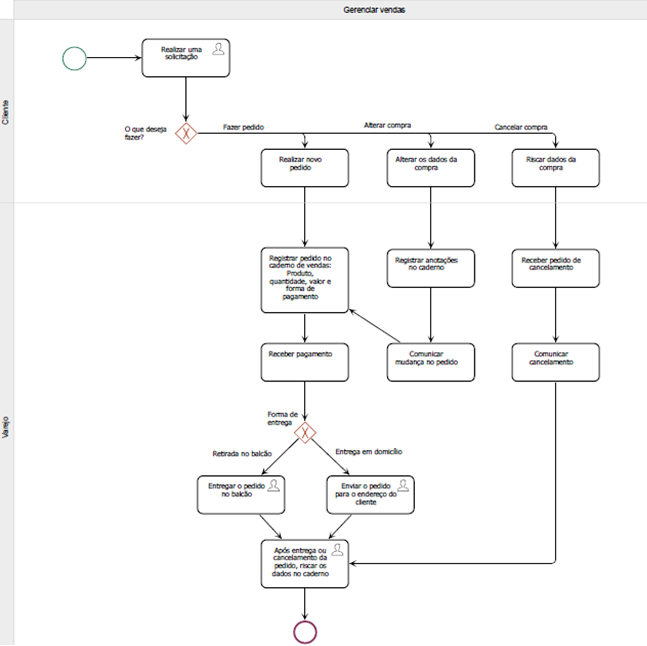 Gerenciar vendas
Cliente
Realizar uma
solicitação
O que deseja
fazer?
Fazer pedido
Alterar compra
Cancelar compra
Realizar novo
pedido
Alterar os dados da
compra
Riscar dados da
compra
Varejo
Registrar pedido no
caderno de vendas:
Produto,
quantidade, valor e
forma de
pagamento
Registrar anotações
no caderno
Receber pedido de
cancelamento
Receber pagamento
Comunicar
mudança no pedido
Comunicar
cancelamento
Forma de
entrega
Retirada no balcão
Entrega em domicílio
Entregar o pedido
no balcão
Enviar o pedido
para o endereço do
cliente
Após entrega ou
cancelamento da
pedido, riscar os
dados no caderno